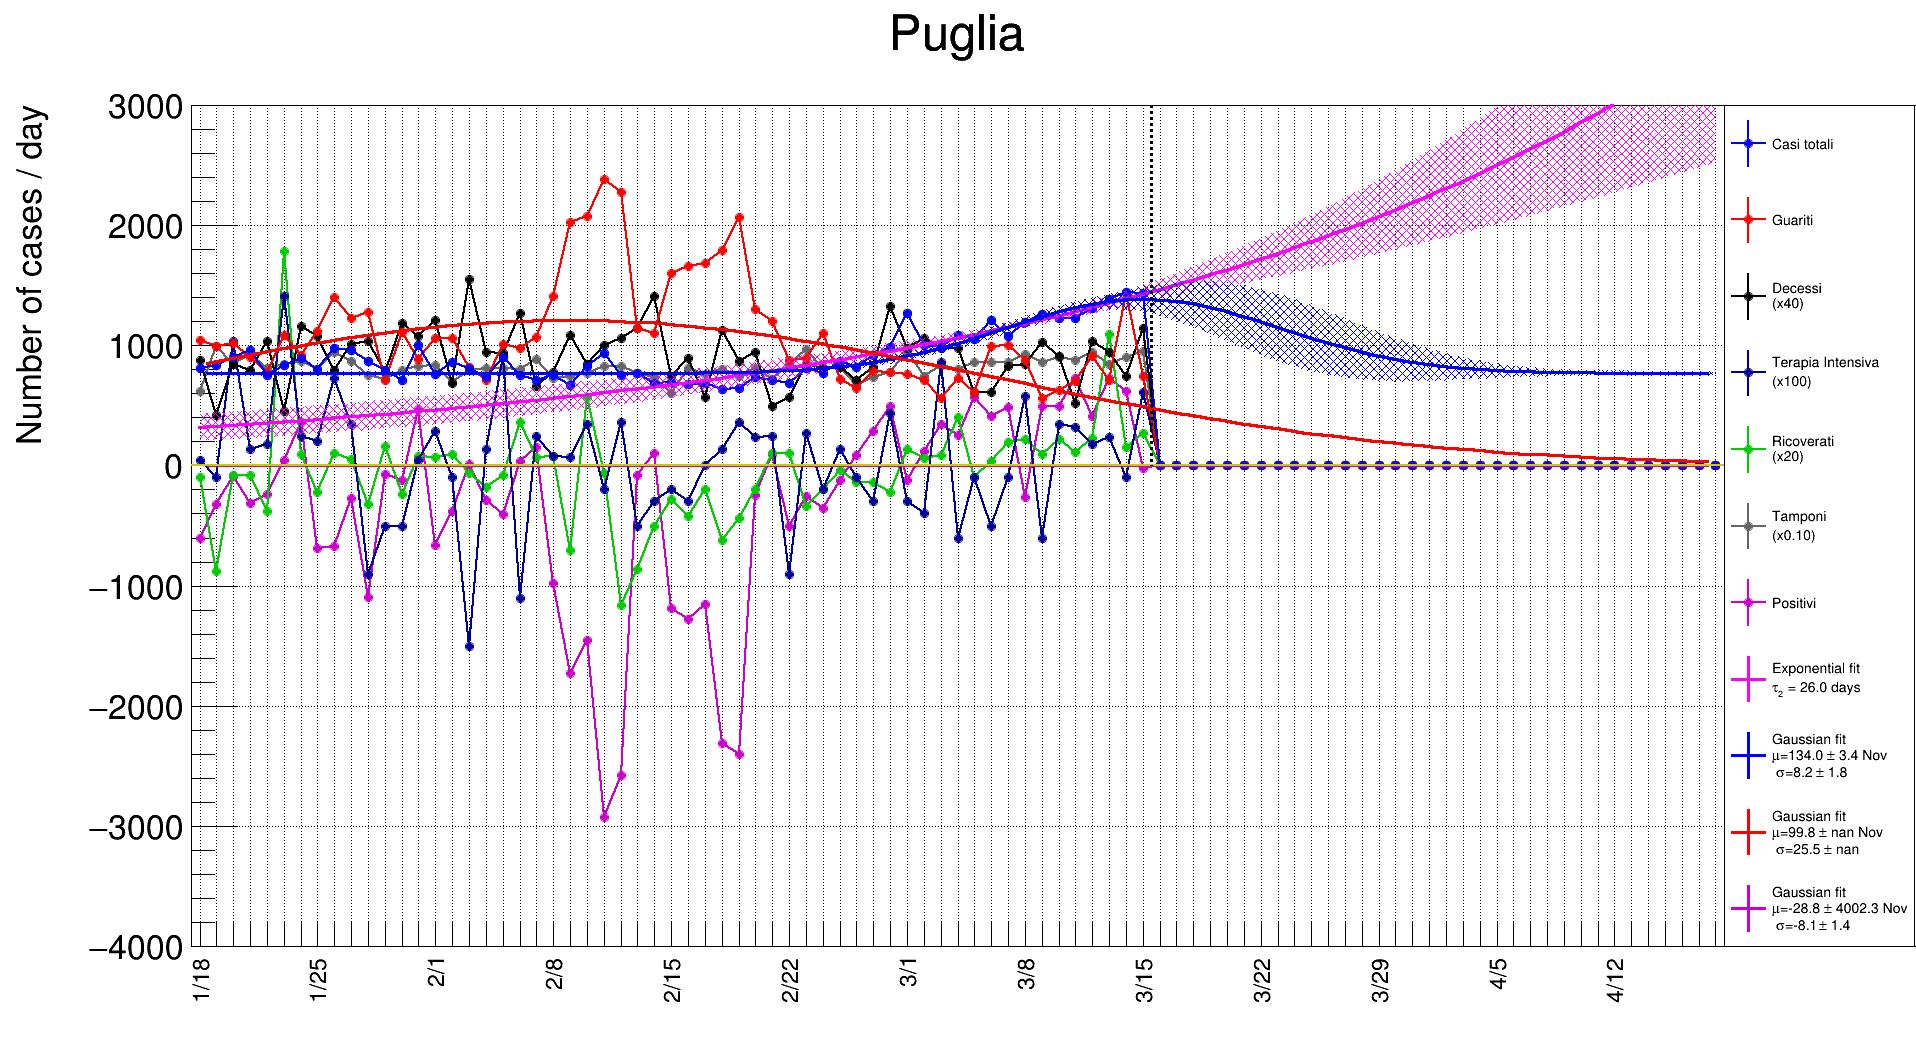 Puglia
Number of cases / day
3000
2000
1000
0
−1000
−2000
−3000
−4000
1/18
1/25
2/1
2/8
2/15
2/22
3/1
3/8
3/15
3/22
3/29
4/5
4/12
Casi totali
Guariti
Decessi
(x40)
Terapia Intensiva
(x100)
Ricoverati
(x20)
Tamponi
(x0.10)
Positivi
Exponential fit
τ2 = 26.0 days
Gaussian fit
μ=134.0 ± 3.4 Nov
σ=8.2 ± 1.8
Gaussian fit
μ=99.8 ± nan Nov
σ=25.5 ± nan
Gaussian fit
μ=-28.8 ± 4002.3 Nov
σ=-8.1 ± 1.4